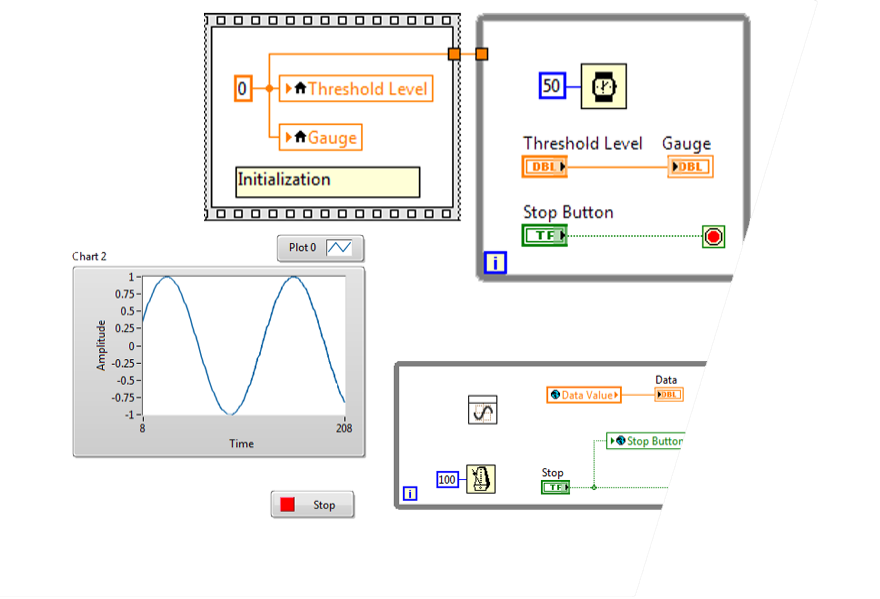 0
Threshold Level
Gauge
Initialization
50
Threshold Level
Gauge
DBL
DBL
Stop Button
TF
i
Plot 0
Chart 2
1
0.75
0.5
0.25
0
-0.25
-0.5
-0.75
-1
Amplitude
8
208
Time
Stop
Data Value
Data
DBL
Stop Button
100
Stop
TF
i